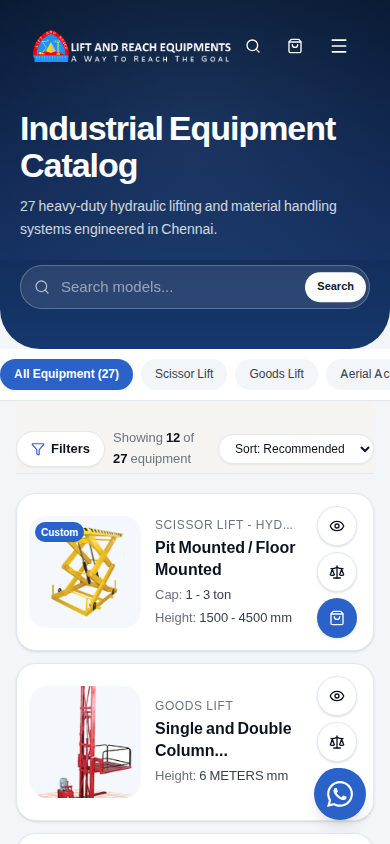 LIFT AND REACH EQUIPMENTS
A WAY TO REACH THE GOAL
Industrial Equipment
Catalog
27 heavy-duty hydraulic lifting and material handling
systems engineered in Chennai.
Search models...
Search
All Equipment (27)
Scissor Lift
Goods Lift
Aerial Ac
Filters
Showing 12 of
27 equipment
Sort: Recommended
Custom
SCISSOR LIFT - HYD...
Pit Mounted / Floor
Mounted
Cap: 1 - 3 ton
Height: 1500 - 4500 mm
GOODS LIFT
Single and Double
Column...
Height: 6 METERS mm